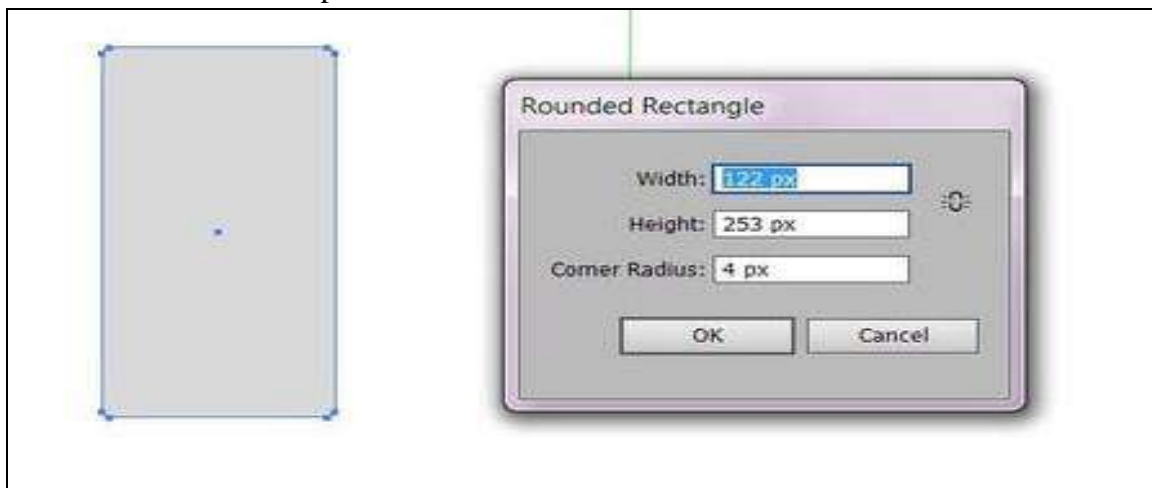 Rounded Rectangle
Width: 122 px
Height: 253 px
Corner Radius: 4 px
OK Cancel